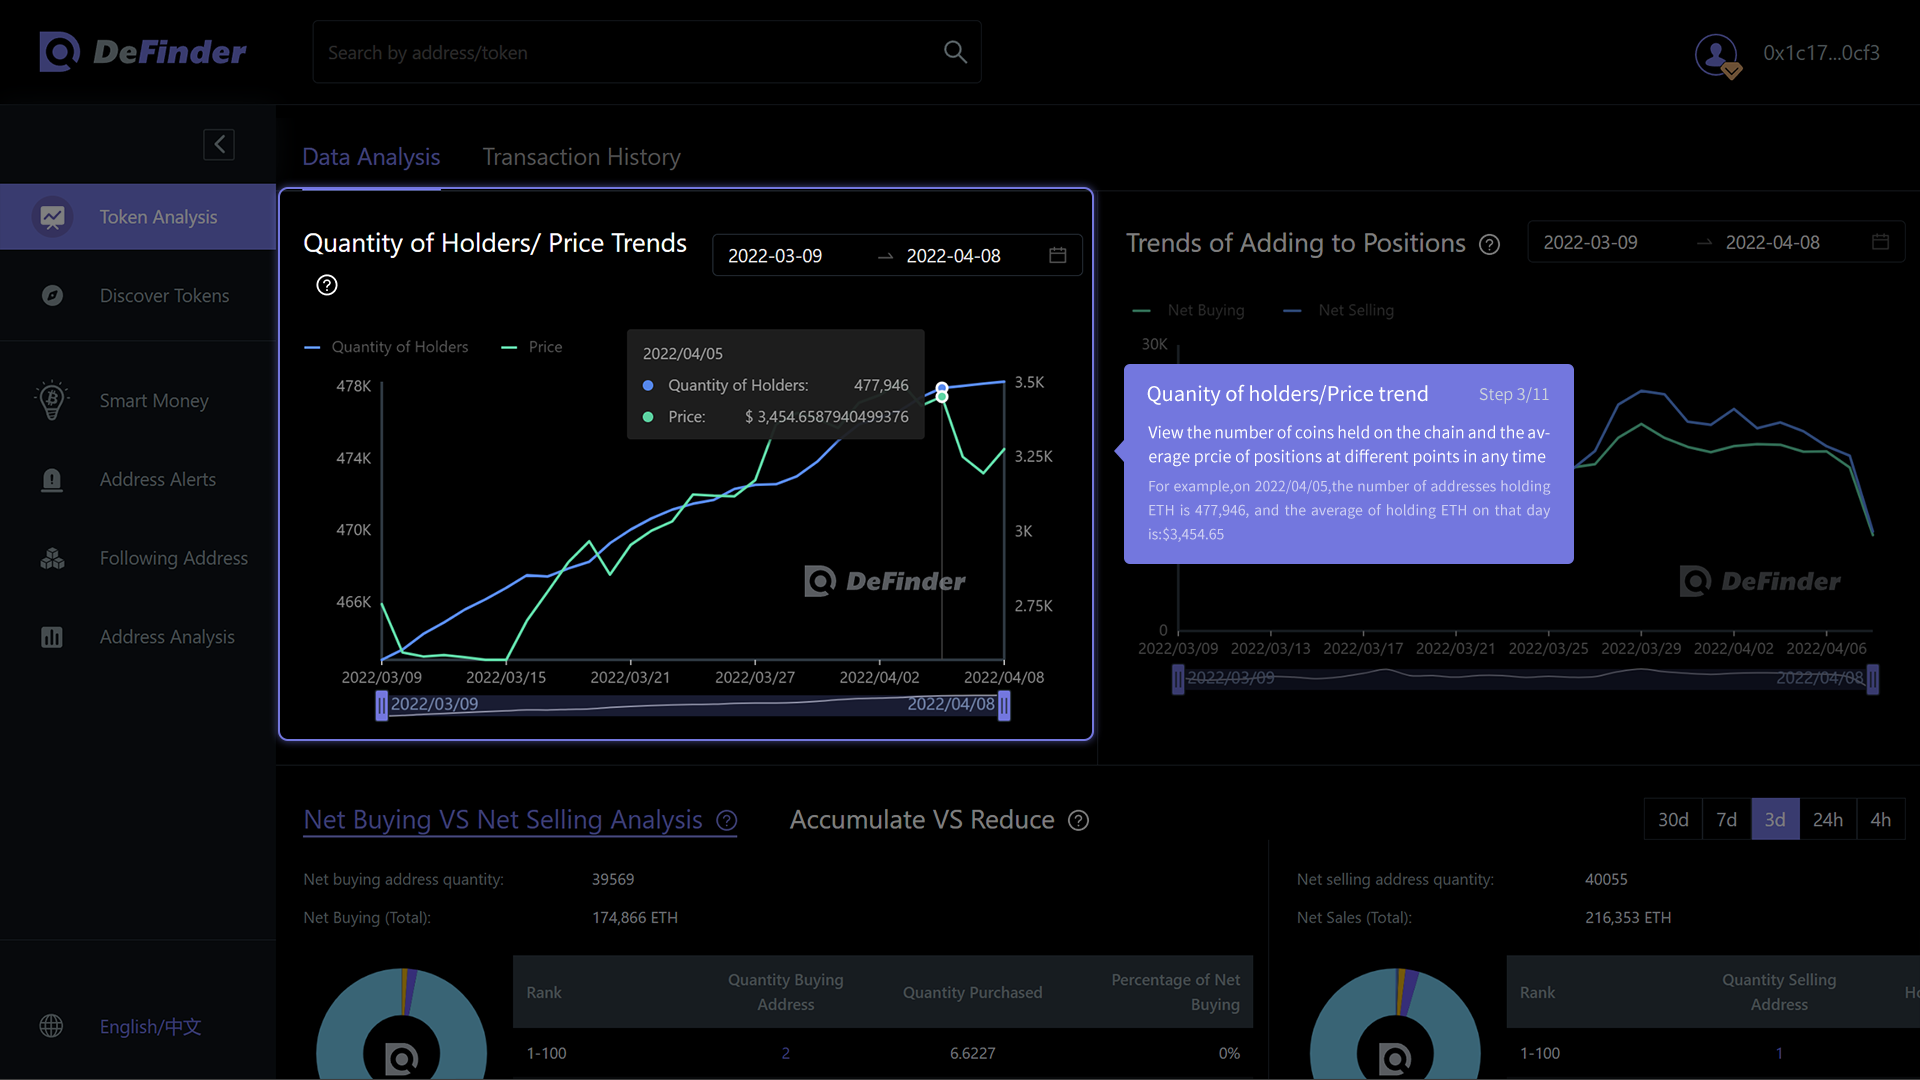 DeFinder
Search by address/token
0x1c17...0cf3
Data Analysis
Transaction History
Token Analysis
Discover Tokens
Smart Money
Address Alerts
Following Address
Address Analysis
English/中文
Quantity of Holders/ Price Trends
2022-03-09
2022-04-08
Quantity of Holders
Price
2022/04/05
Quantity of Holders: 477,946
Price: $ 3,454.6587940499376
478K
474K
470K
466K
3.5K
3.25K
3K
2.75K
DeFinder
2022/03/09
2022/03/15
2022/03/21
2022/03/27
2022/04/02
2022/04/08
2022/03/09
2022/04/08
Trends of Adding to Positions
2022-03-09
2022-04-08
Net Buying
Net Selling
30K
Quanity of holders/Price trend
Step 3/11
View the number of coins held on the chain and the av-
erage prcie of positions at different points in any time
For example,on 2022/04/05,the number of addresses holding
ETH is 477,946, and the average of holding ETH on that day
is:$3,454.65
DeFinder
0
2022/03/09
2022/03/13
2022/03/17
2022/03/21
2022/03/25
2022/03/29
2022/04/02
2022/04/06
2022/03/09
2022/04/08
Net Buying VS Net Selling Analysis
Accumulate VS Reduce
30d
7d
3d
24h
4h
Net buying address quantity: 39569
Net Buying (Total): 174,866 ETH
Rank
Quantity Buying
Address
Quantity Purchased
Percentage of Net
Buying
1-100
2
6.6227
0%
Net selling address quantity: 40055
Net Sales (Total): 216,353 ETH
Rank
Quantity Selling
Address
1-100
1